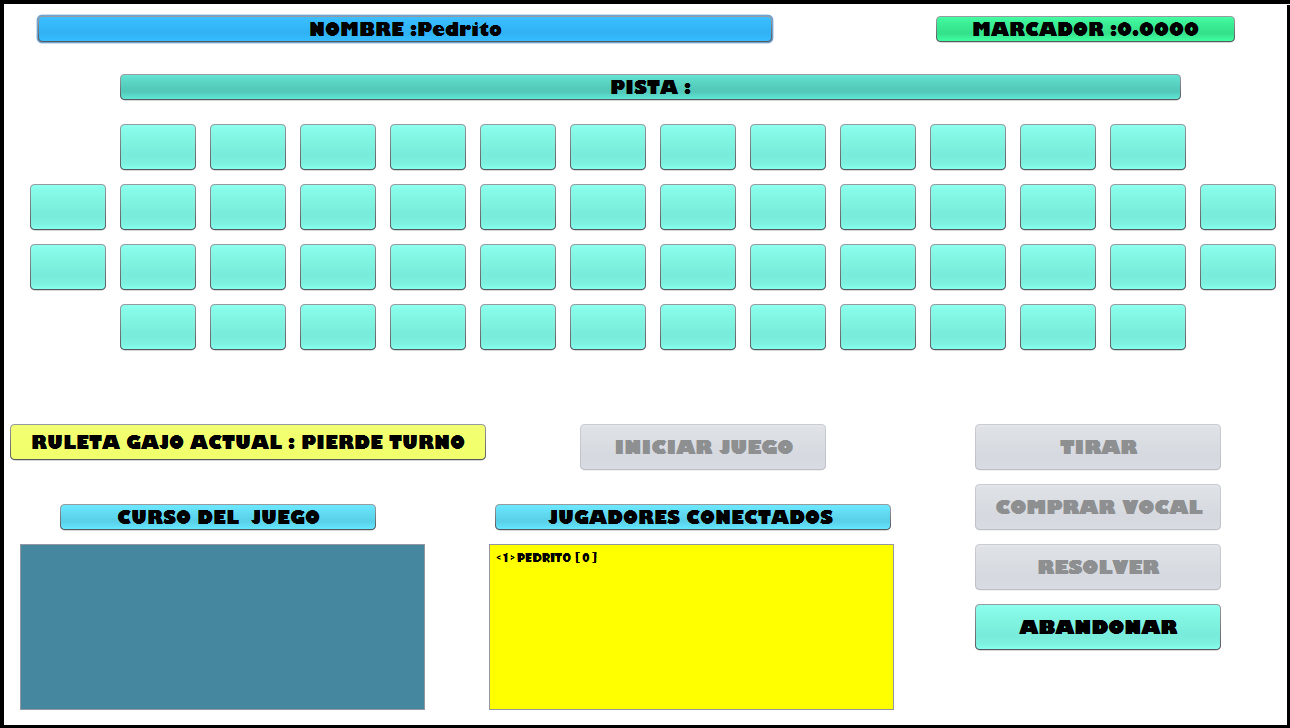 NOMBRE :Pedrito
MARCADOR :0.0000
PISTA :
RULETA GAJO ACTUAL : PIERDE TURNO
INICIAR JUEGO
TIRAR
COMPRAR VOCAL
CURSO DEL  JUEGO
JUGADORES CONECTADOS
<1> PEDRITO [ 0 ]
RESOLVER
ABANDONAR